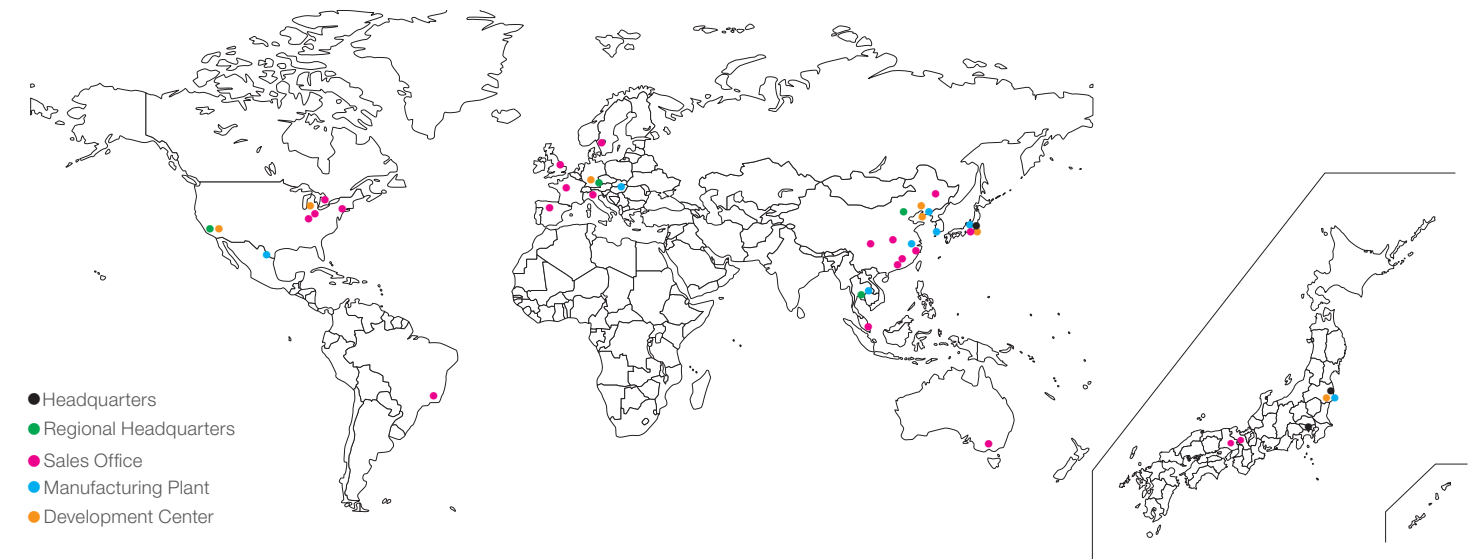 Headquarters
Regional Headquarters
Sales Office
Manufacturing Plant
Development Center